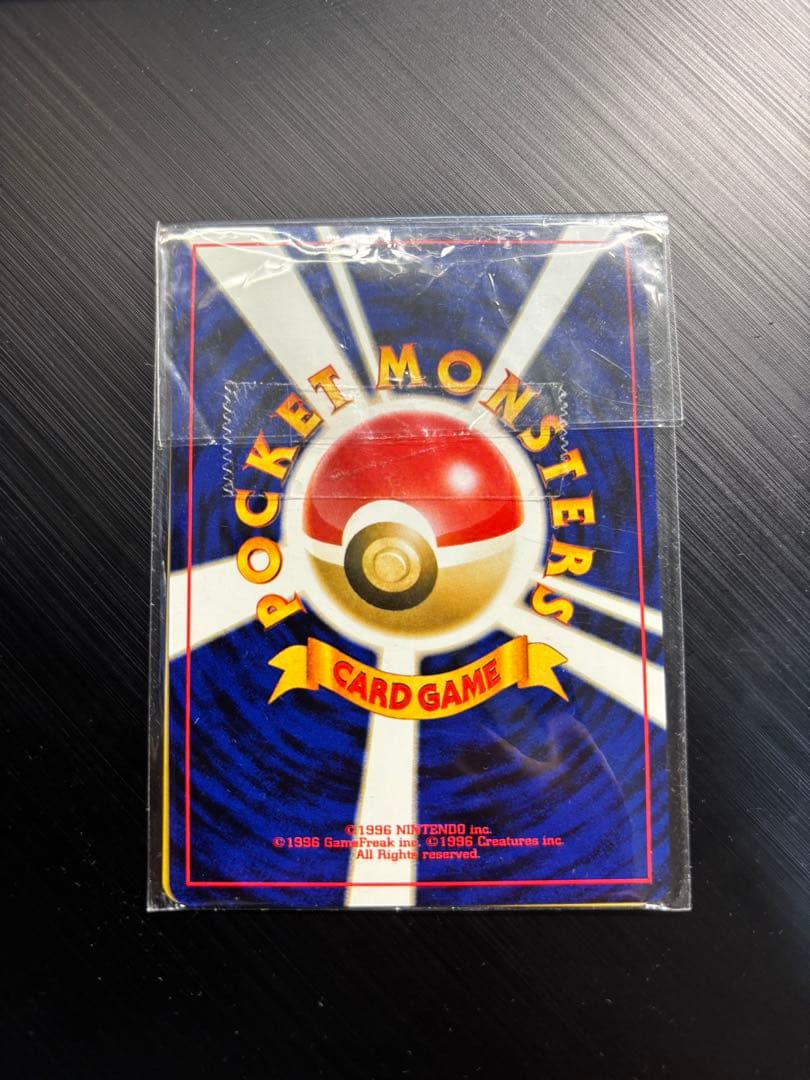 POCKET MONSTERS
CARD GAME
©1996 NINTENDO inc.
©1996 GameFreak inc. ©1996 Creatures inc.
All Rights reserved.